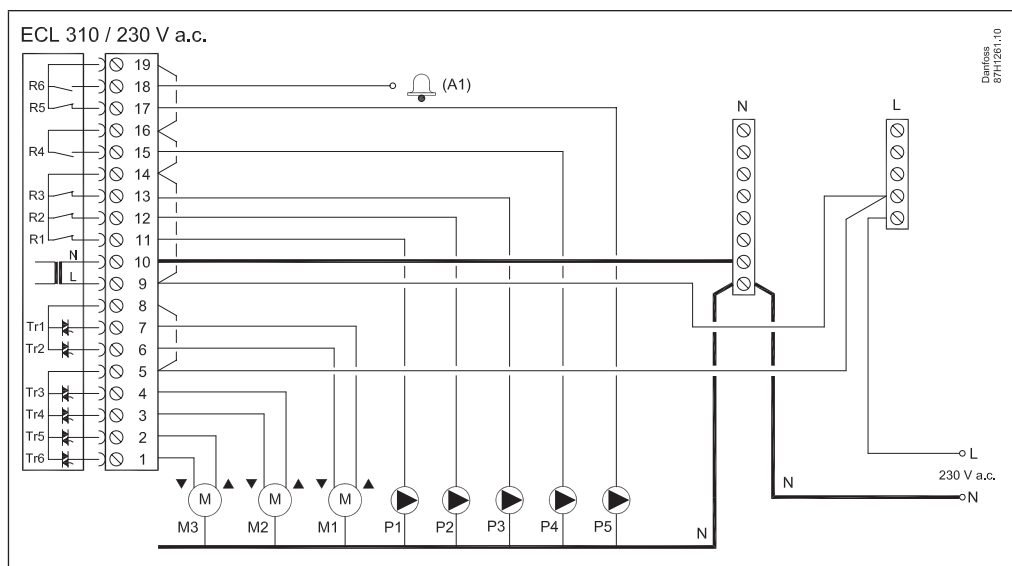 ECL 310 / 230 V a.c.
Danfoss
87H1261.10
19
R6 18 (A1)
R5 17
N
L
16
R4 15
14
R3 13
R2 12
R1 11
N 10
L 9
8
Tr1 7
Tr2 6
5
Tr3 4
Tr4 3
Tr5 2
Tr6 1
L
230 V a.c.
N
N
M M M
M3 M2 M1 P1 P2 P3 P4 P5
N